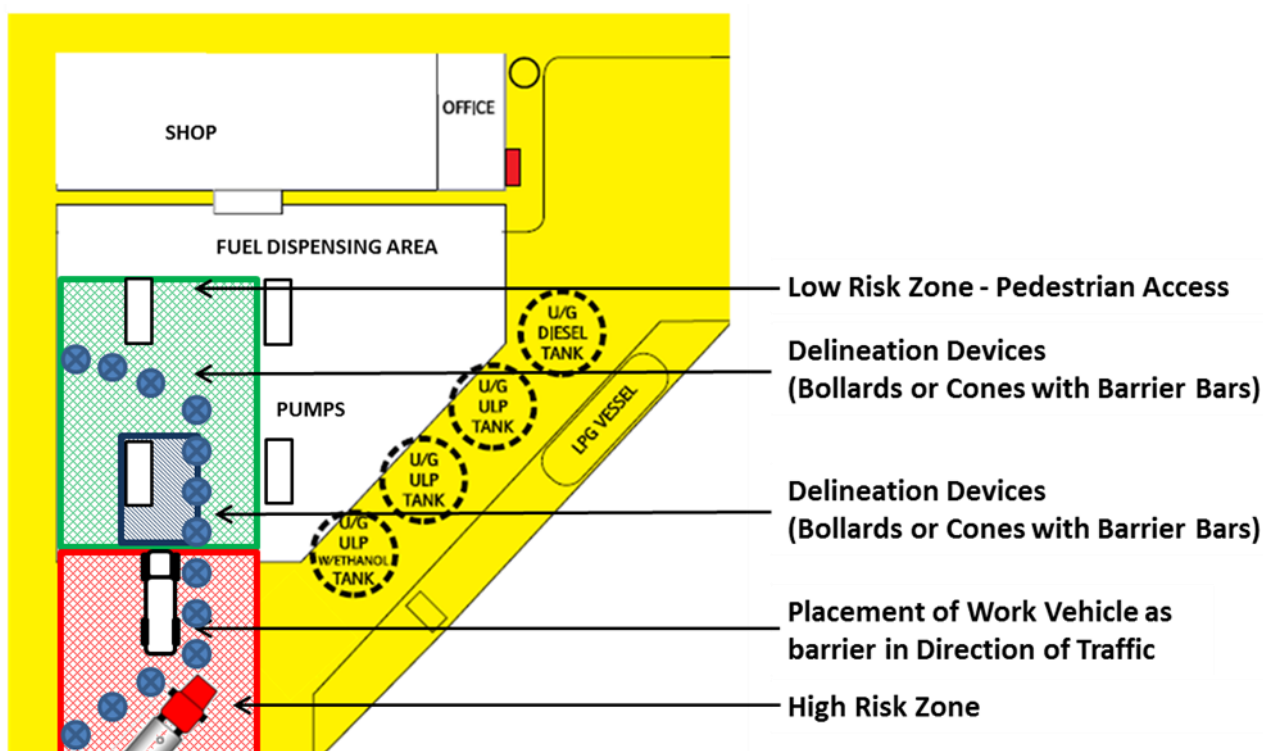 SHOP
OFFICE
FUEL DISPENSING AREA
PUMPS
U/G
DIESEL
TANK
U/G
ULP
TANK
U/G
ULP
TANK
U/G
ULP
W/ETHANOL
TANK
LPG VESSEL
Low Risk Zone - Pedestrian Access
Delineation Devices
(Bollards or Cones with Barrier Bars)
Delineation Devices
(Bollards or Cones with Barrier Bars)
Placement of Work Vehicle as
barrier in Direction of Traffic
High Risk Zone